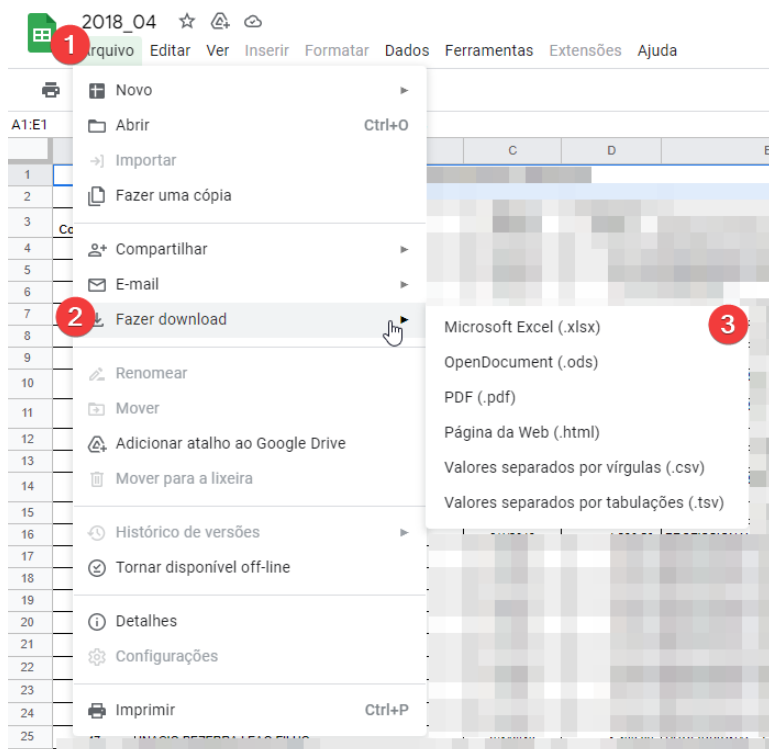 2018_04
1
Arquivo Editar Ver Inserir Formatar Dados Ferramentas Extensões Ajuda
Novo
A1:E1
Abrir Ctrl+O
C D E
Importar
1
2
Fazer uma cópia
3
Co
4
Compartilhar
5
6
E-mail
7
2 Fazer download
8
9
10
11
12
13
14
15
16
17
18
19
20
21
22
23
24
25
3
Microsoft Excel (.xlsx)
OpenDocument (.ods)
PDF (.pdf)
Página da Web (.html)
Valores separados por vírgulas (.csv)
Valores separados por tabulações (.tsv)
Renomear
Mover
Adicionar atalho ao Google Drive
Mover para a lixeira
Histórico de versões
Tornar disponível off-line
Detalhes
Configurações
Imprimir Ctrl+P